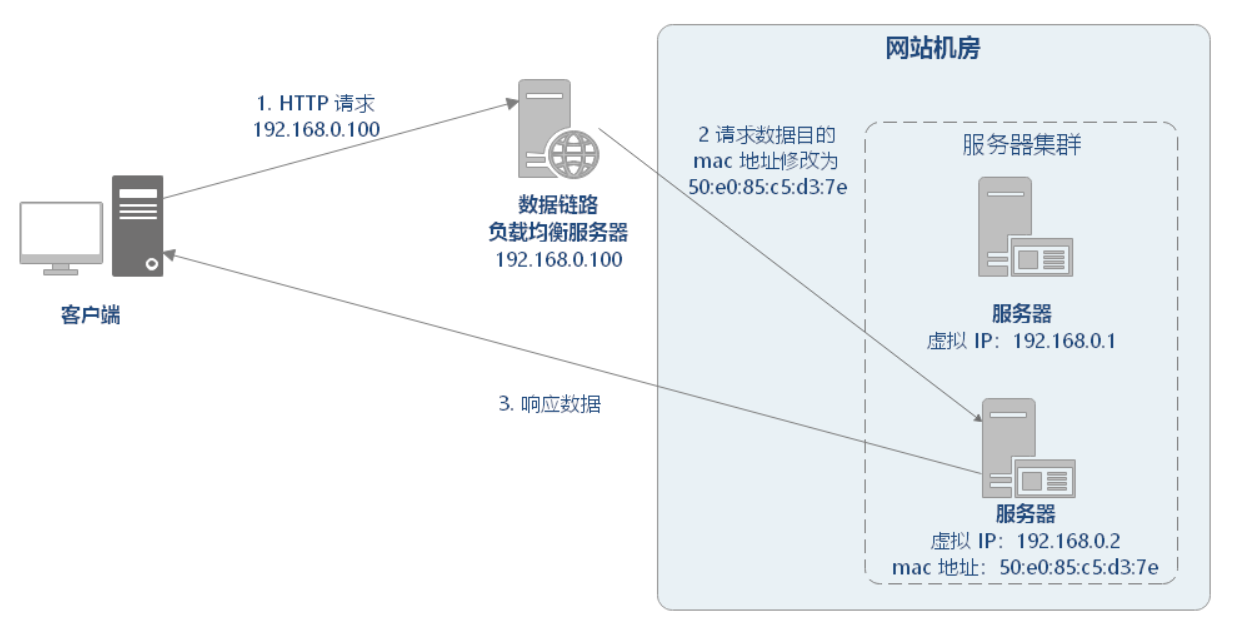 网站机房
1. HTTP 请求
192.168.0.100
数据链路
负载均衡服务器
192.168.0.100
2 请求数据目的
mac 地址修改为
50:e0:85:c5:d3:7e
服务器集群
服务器
虚拟 IP：192.168.0.1
客户端
3. 响应数据
服务器
虚拟 IP：192.168.0.2
mac 地址：50:e0:85:c5:d3:7e